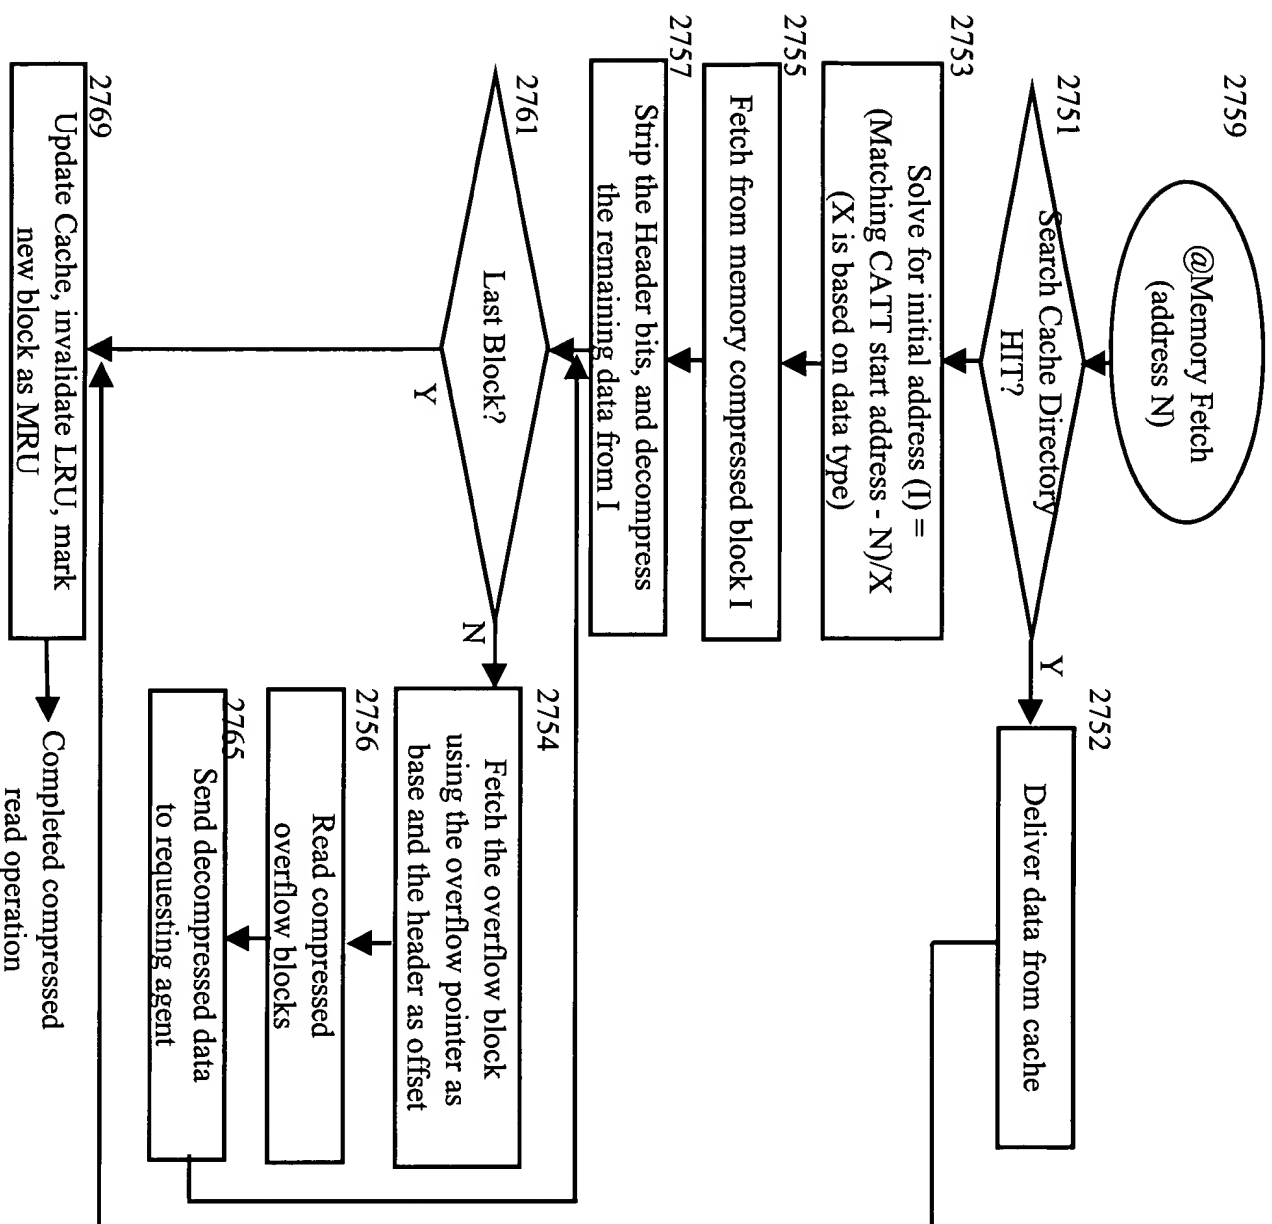 2759
@Memory Fetch
(address N)
2751
Search Cache Directory
HIT?
Y
2752
Deliver data from cache
2753
Solve for initial address (I) =
(Matching CATT start address - N)/X
(X is based on data type)
2755
Fetch from memory compressed block I
2757
Strip the Header bits, and decompress
the remaining data from I
2761
Last Block?
N
Y
2754
Fetch the overflow block
using the overflow pointer as
base and the header as offset
2756
Read compressed
overflow blocks
2765
Send decompressed data
to requesting agent
2769
Update Cache, invalidate LRU, mark
new block as MRU
Completed compressed
read operation